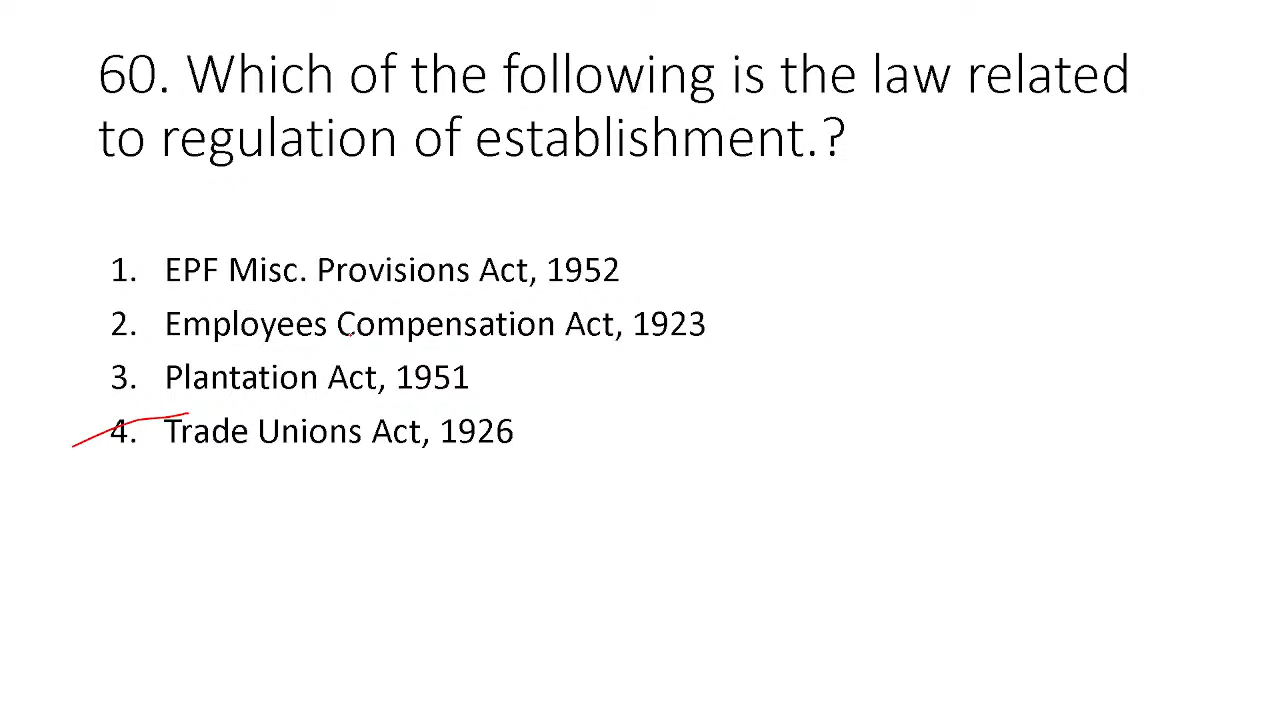 60. Which of the following is the law related
to regulation of establishment.?
1. EPF Misc. Provisions Act, 1952
2. Employees Compensation Act, 1923
3. Plantation Act, 1951
4. Trade Unions Act, 1926